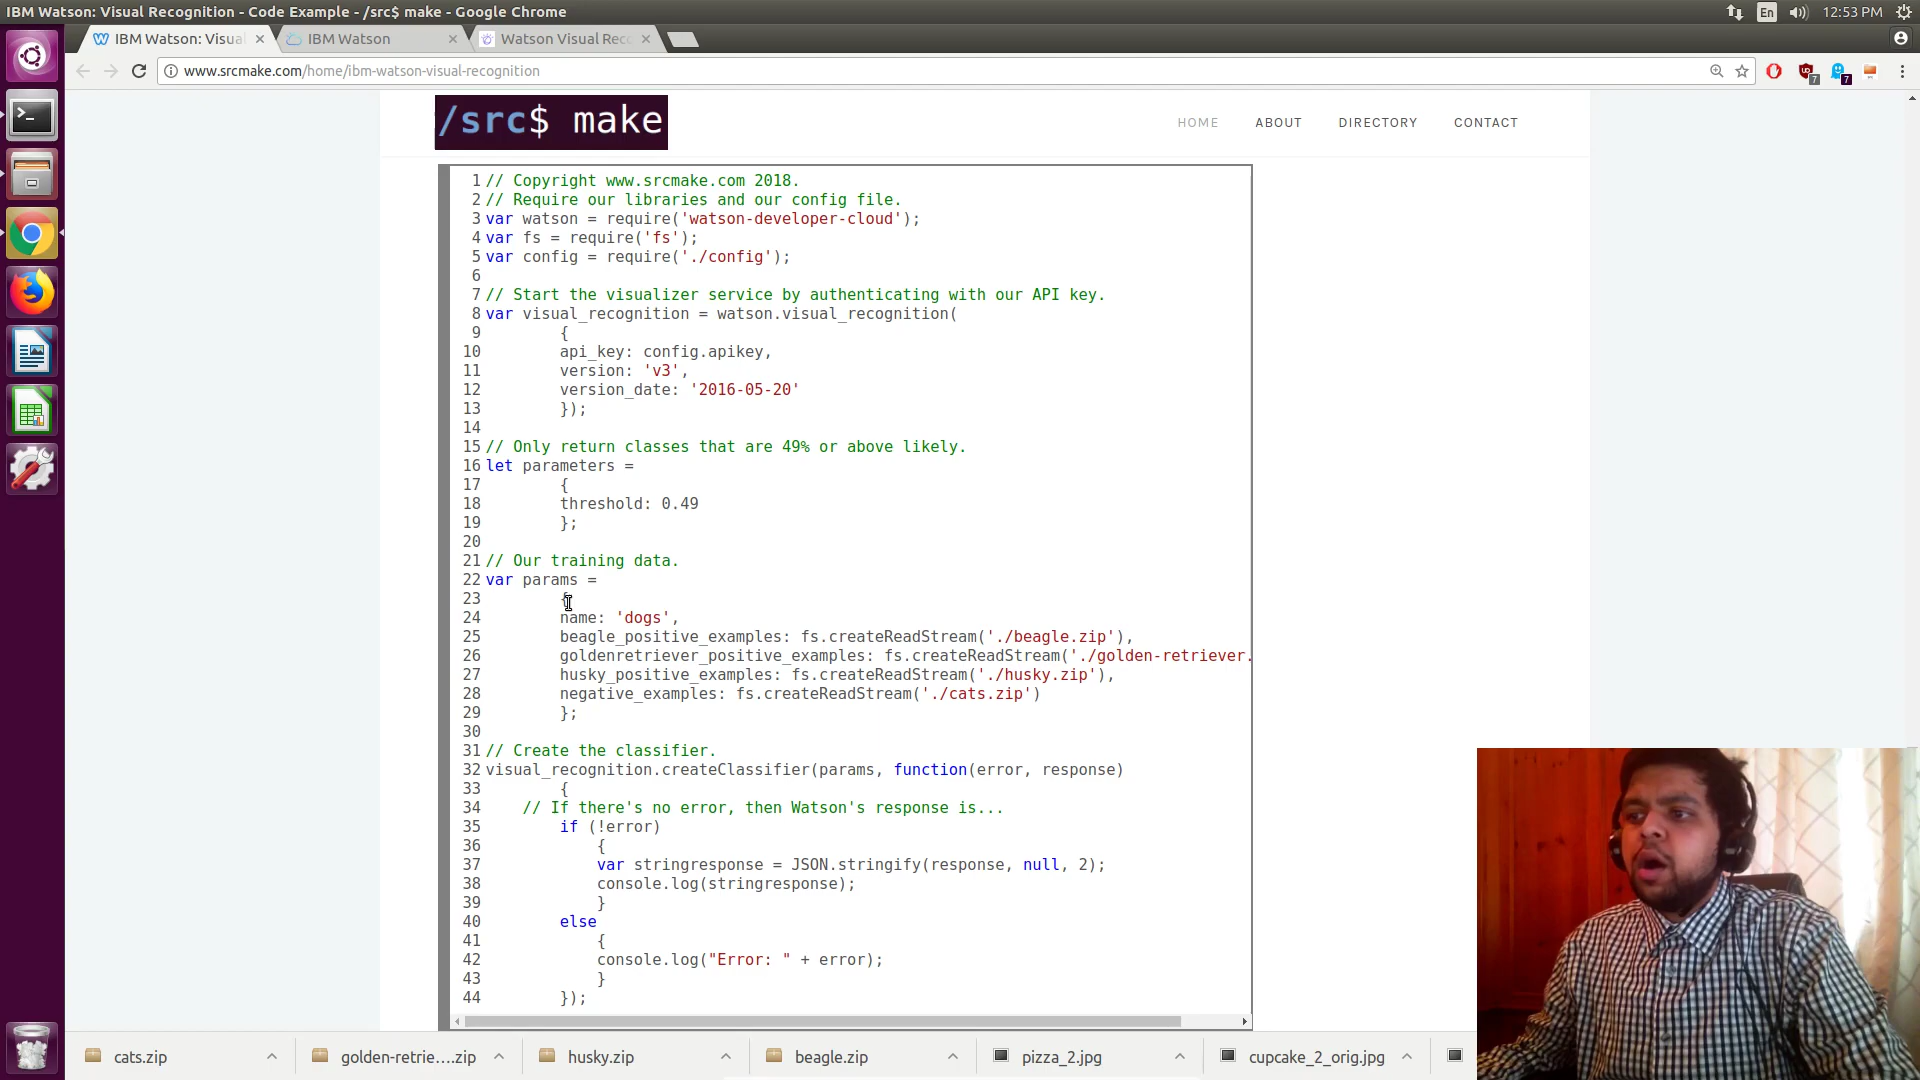 IBM Watson: Visual Recognition - Code Example - /src$ make - Google Chrome
En 12:53 PM
IBM Watson: Visua
IBM Watson
Watson Visual Rec
www.srcmake.com/home/ibm-watson-visual-recognition
7
7
/src$ make
HOME ABOUT DIRECTORY CONTACT
1 // Copyright www.srcmake.com 2018.
2 // Require our libraries and our config file.
3 var watson = require('watson-developer-cloud');
4 var fs = require('fs');
5 var config = require('./config');
6
7 // Start the visualizer service by authenticating with our API key.
8 var visual_recognition = watson.visual_recognition(
9 {
10 api_key: config.apikey,
11 version: 'v3',
12 version_date: '2016-05-20'
13 });
14
15 // Only return classes that are 49% or above likely.
16 let parameters =
17 {
18 threshold: 0.49
19 };
20
21 // Our training data.
22 var params =
23 {
24 name: 'dogs',
25 beagle_positive_examples: fs.createReadStream('./beagle.zip'),
26 goldenretriever_positive_examples: fs.createReadStream('./golden-retriever.
27 husky_positive_examples: fs.createReadStream('./husky.zip'),
28 negative_examples: fs.createReadStream('./cats.zip')
29 };
30
31 // Create the classifier.
32 visual_recognition.createClassifier(params, function(error, response)
33 {
34 // If there's no error, then Watson's response is...
35 if (!error)
36 {
37 var stringresponse = JSON.stringify(response, null, 2);
38 console.log(stringresponse);
39 }
40 else
41 {
42 console.log("Error: " + error);
43 }
44 });
cats.zip
golden-retrie....zip
husky.zip
beagle.zip
pizza_2.jpg
cupcake_2_orig.jpg